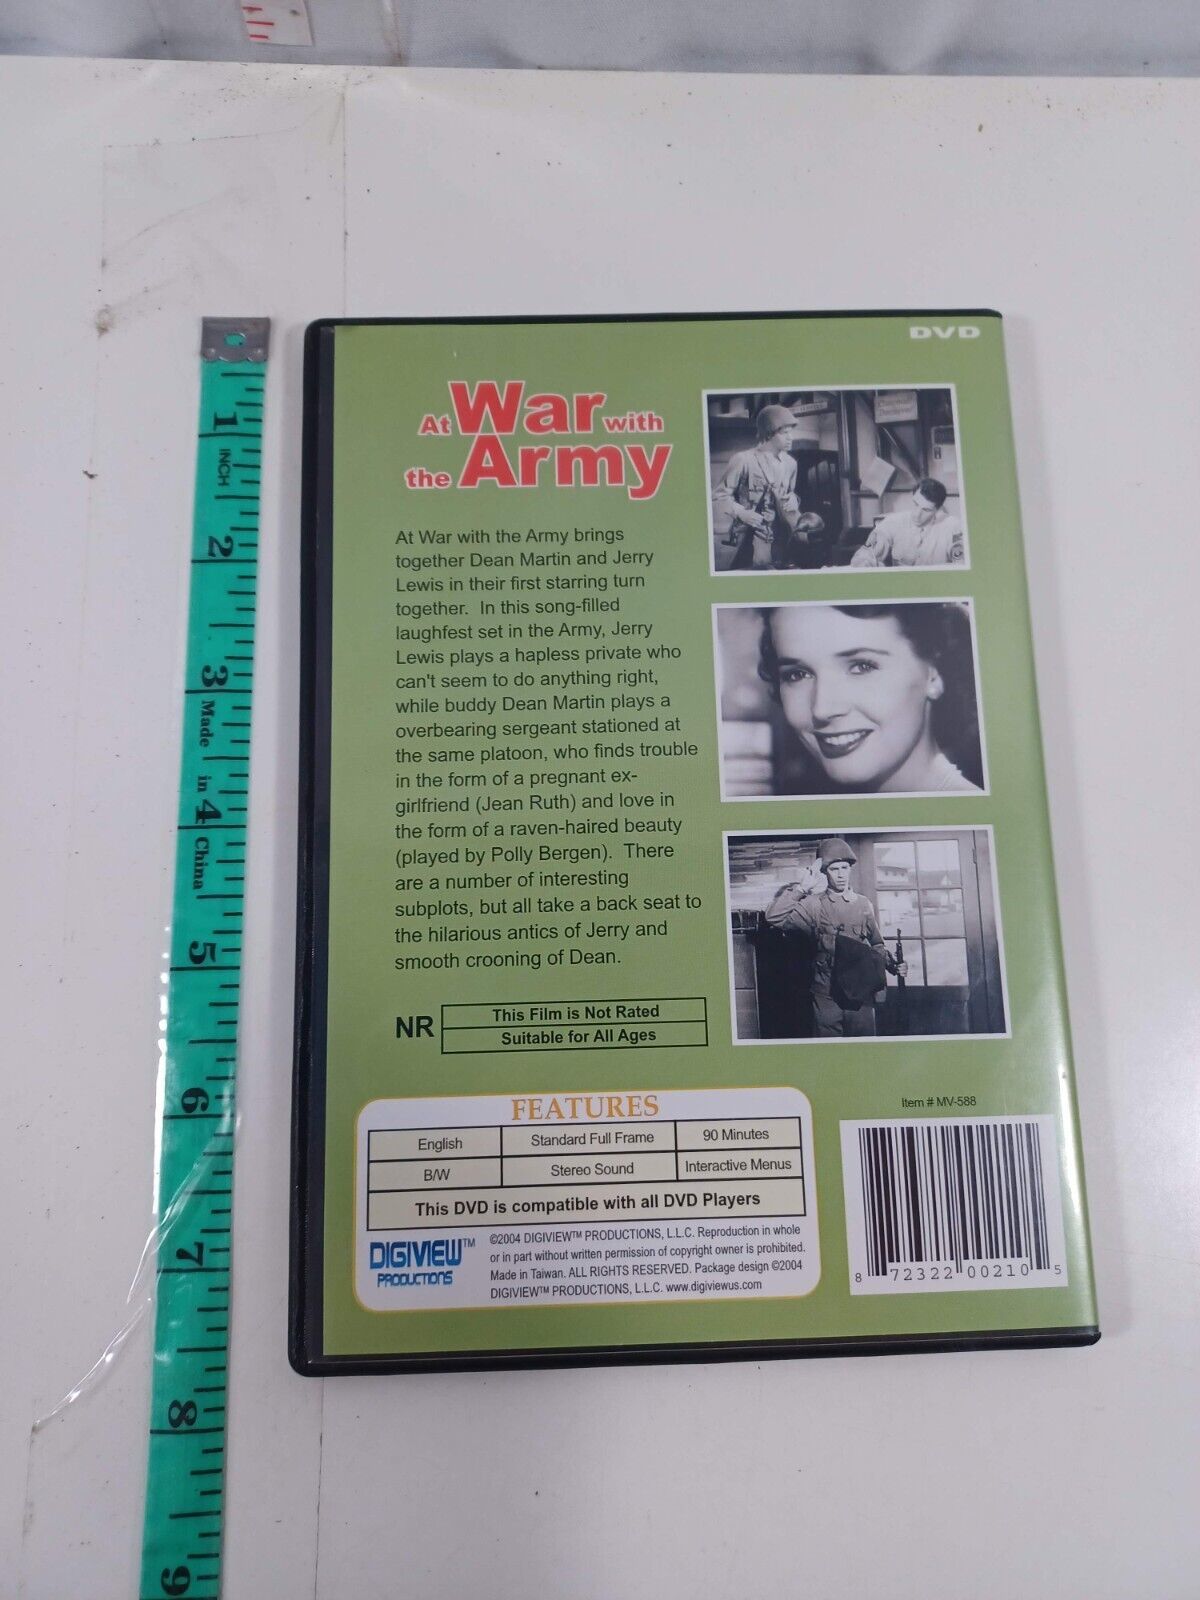 DVD
At War with
the Army
At War with the Army brings
together Dean Martin and Jerry
Lewis in their first starring turn
together. In this song-filled
laughfest set in the Army, Jerry
Lewis plays a hapless private who
can't seem to do anything right,
while buddy Dean Martin plays a
overbearing sergeant stationed at
the same platoon, who finds trouble
in the form of a pregnant ex-
girlfriend (Jean Ruth) and love in
the form of a raven-haired beauty
(played by Polly Bergen). There
are a number of interesting
subplots, but all take a back seat to
the hilarious antics of Jerry and
smooth crooning of Dean.
NR
This Film is Not Rated
Suitable for All Ages
FEATURES
English Standard Full Frame 90 Minutes
B/W Stereo Sound Interactive Menus
This DVD is compatible with all DVD Players
DIGIVIEW™
PRODUCTIONS
©2004 DIGIVIEW™ PRODUCTIONS, L.L.C. Reproduction in whole
or in part without written permission of copyright owner is prohibited.
Made in Taiwan. ALL RIGHTS RESERVED. Package design ©2004
DIGIVIEW™ PRODUCTIONS, L.L.C. www.digiviewus.com
Item # MV-588
8 72322 00210 5
1 INCH 2 3 Made in 4 China 5 6 7 8 9